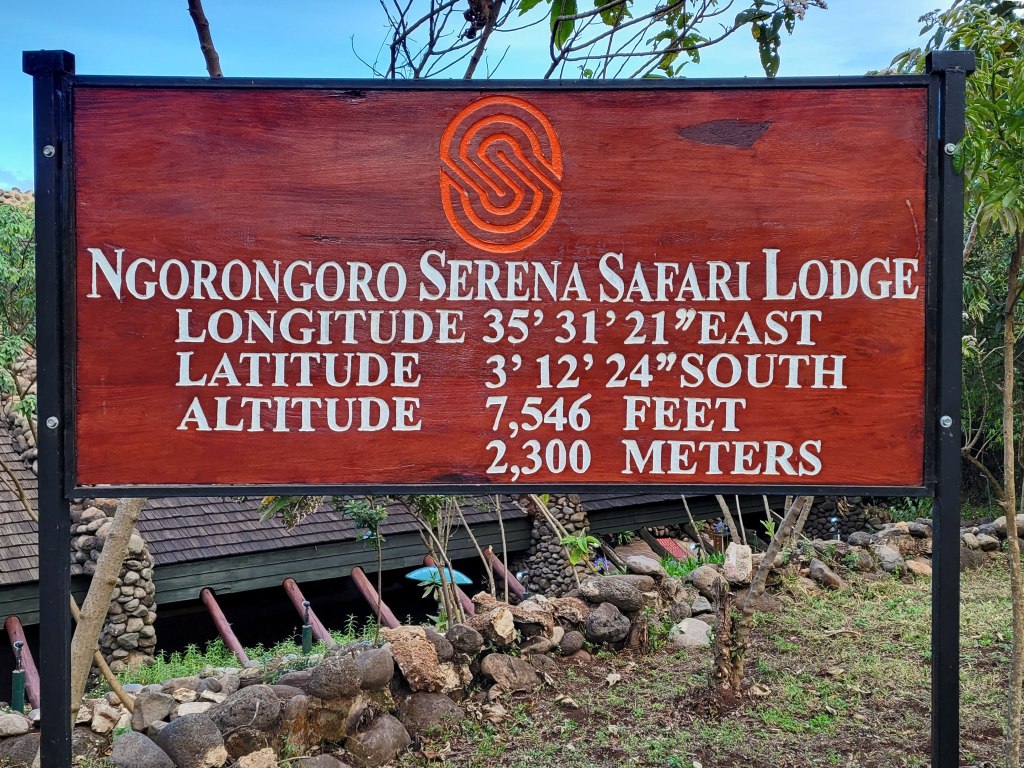 NGORONGORO SERENA SAFARI LODGE
LONGITUDE 35' 31' 21” EAST
LATITUDE 3' 12' 24” SOUTH
ALTITUDE 7,546 FEET
2,300 METERS